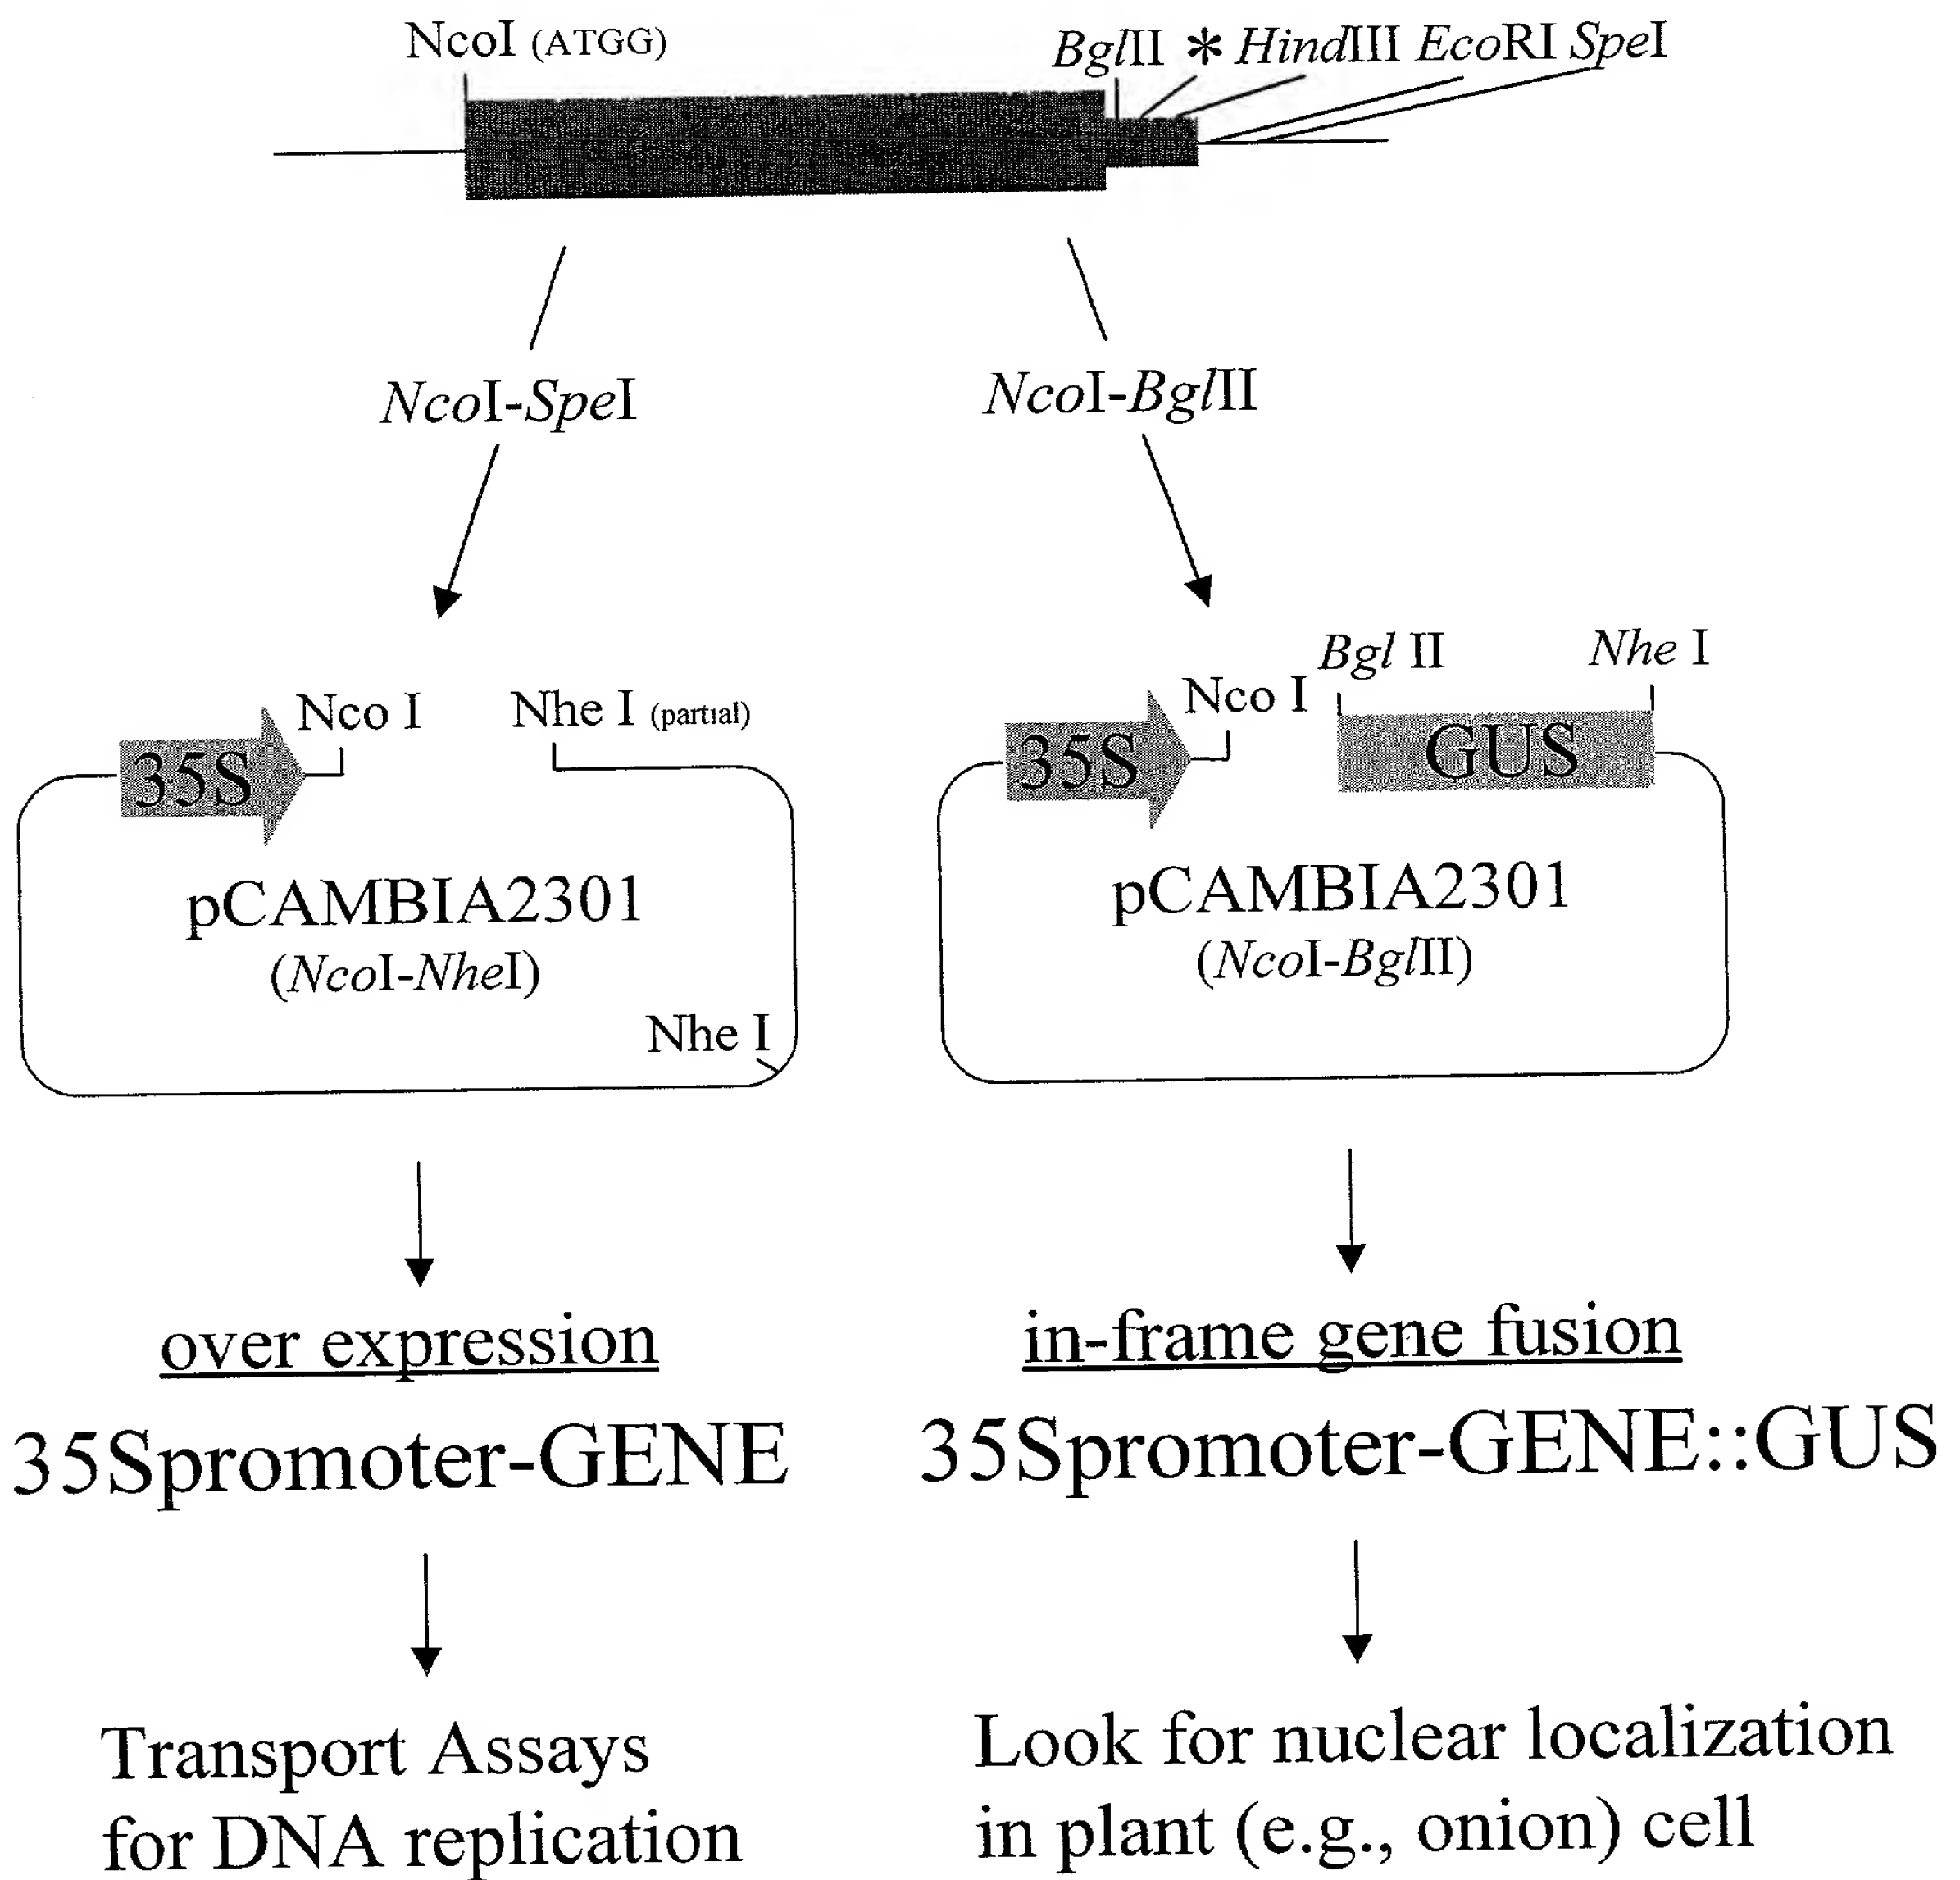 NcoI (ATGG)
BglII * HindIII EcoRI SpeI
NcoI-SpeI
NcoI-BglII
35S
Nco I
Nhe I (partial)
pCAMBIA2301
(NcoI-NheI)
Nhe I
35S
Nco I
Bgl II
Nhe I
GUS
pCAMBIA2301
(NcoI-BglII)
over expression
35Spromoter-GENE
Transport Assays
for DNA replication
in-frame gene fusion
35Spromoter-GENE::GUS
Look for nuclear localization
in plant (e.g., onion) cell